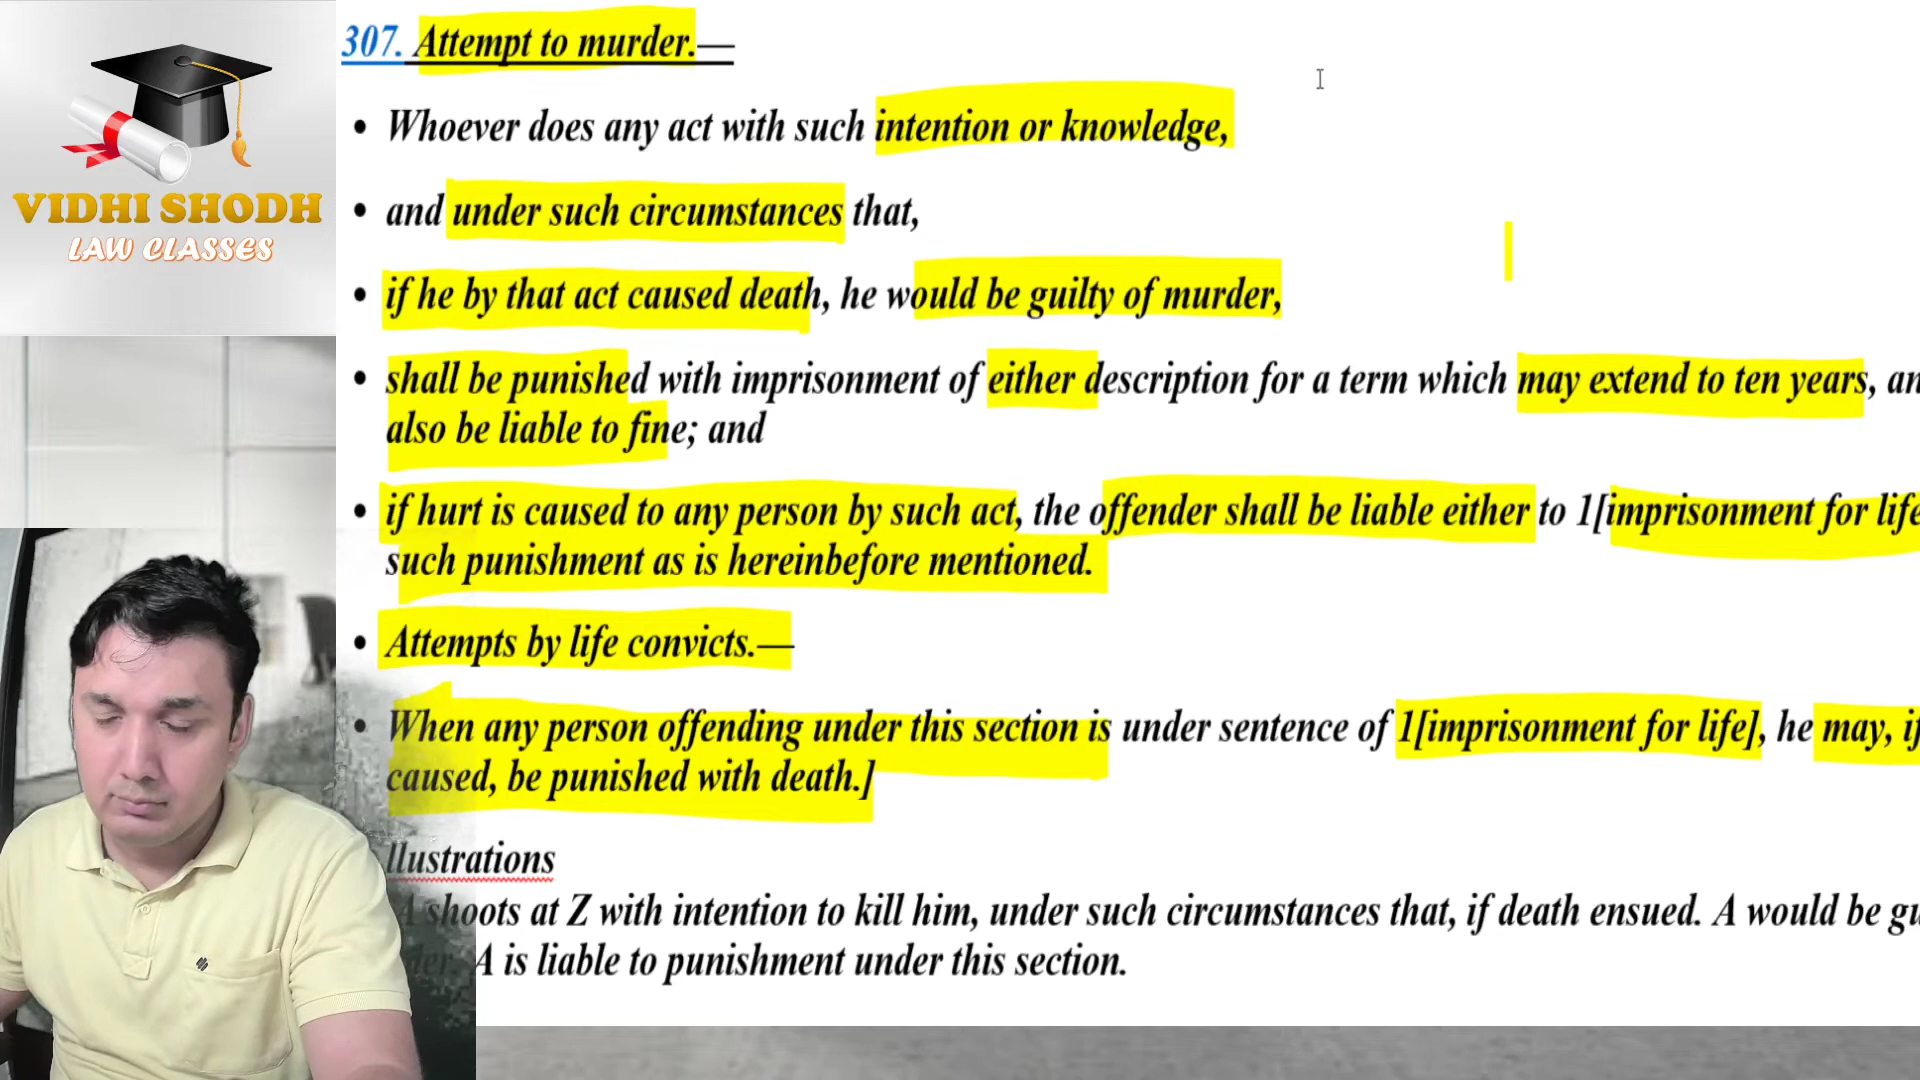 VIDHI SHODH
LAW CLASSES
307. Attempt to murder.—
• Whoever does any act with such intention or knowledge,
• and under such circumstances that,
• if he by that act caused death, he would be guilty of murder,
• shall be punished with imprisonment of either description for a term which may extend to ten years, an
also be liable to fine; and
• if hurt is caused to any person by such act, the offender shall be liable either to 1[imprisonment for life
such punishment as is hereinbefore mentioned.
• Attempts by life convicts.—
• When any person offending under this section is under sentence of 1[imprisonment for life], he may, if
caused, be punished with death.]
llustrations
A shoots at Z with intention to kill him, under such circumstances that, if death ensued. A would be gu
A is liable to punishment under this section.